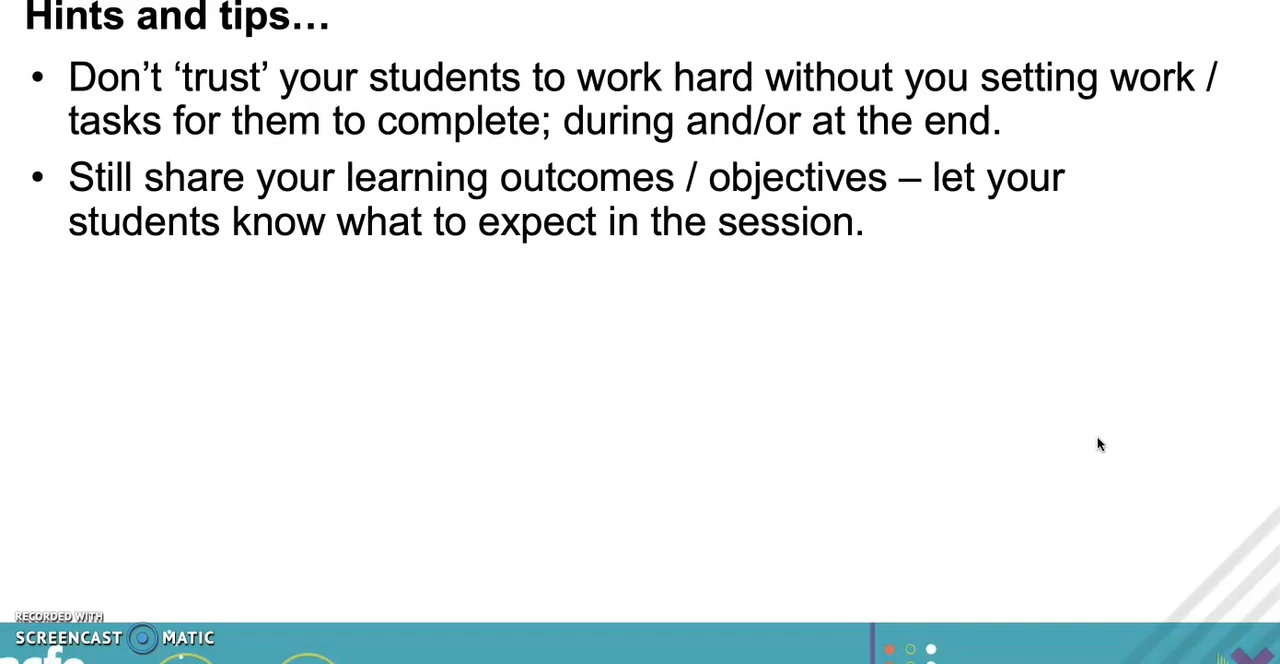 Hints and tips…
• Don’t ‘trust’ your students to work hard without you setting work /
tasks for them to complete; during and/or at the end.
• Still share your learning outcomes / objectives – let your
students know what to expect in the session.
RECORDED WITH
SCREENCAST MATIC